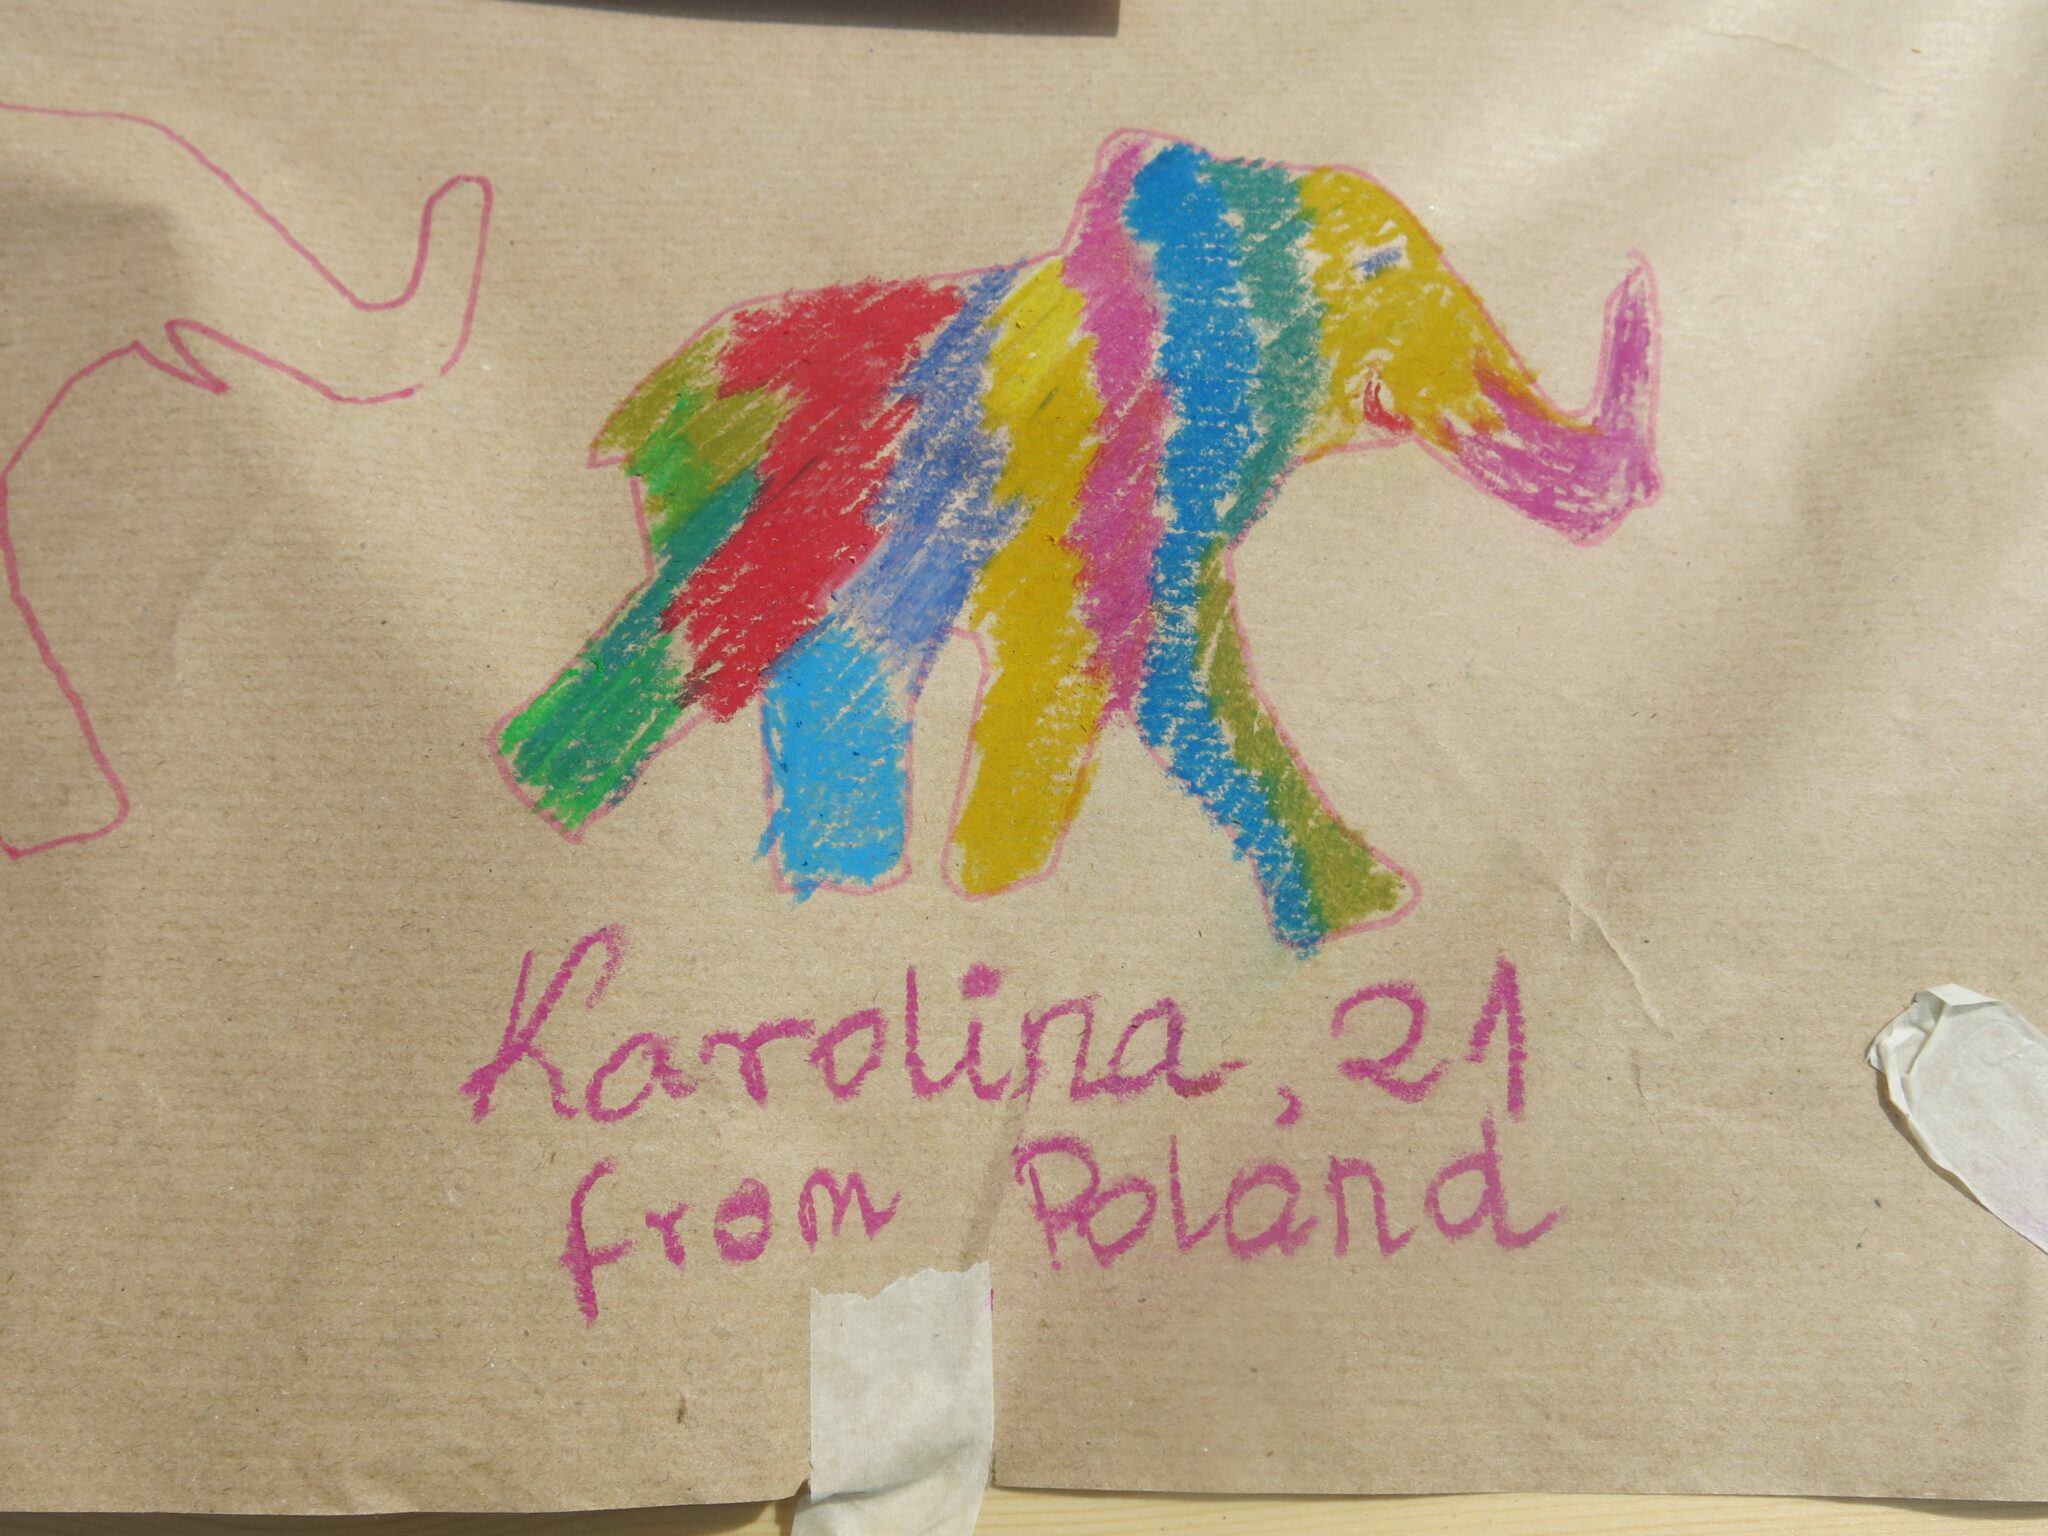 Karolina, 21
from Poland